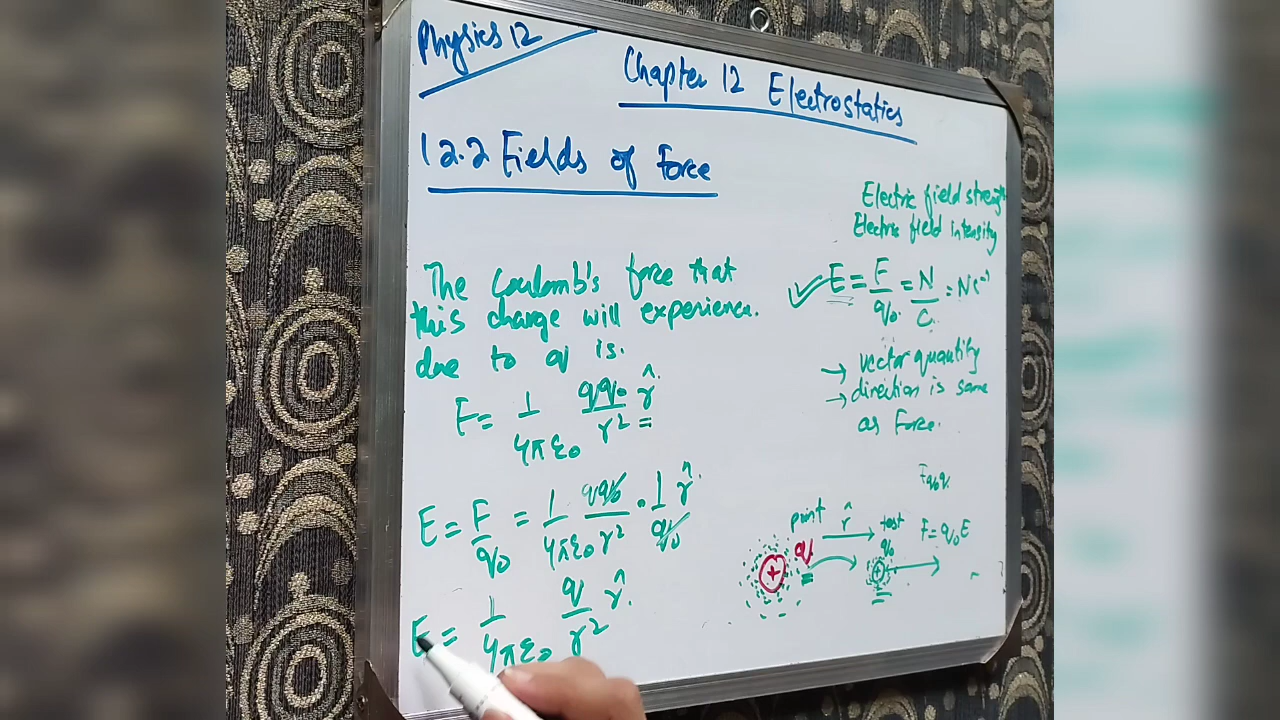 Physics 12
Chapter 12 Electrostatics
12.2 Fields of Force
The Coulomb's force that
this charge will experience.
due to q is.
F = 1/4πε₀ qq₀/r² r̂
E = F/q₀ = 1/4πε₀ qq₀/r² · 1/q₀ r̂
E = 1/4πε₀ q/r² r̂
Electric field strength
Electric field intensity
✓ E = F/q₀ = N/C = NC⁻¹
→ vector quantity
→ direction is same
as Force.
point r̂ test
q q₀ F = q₀E
+ +